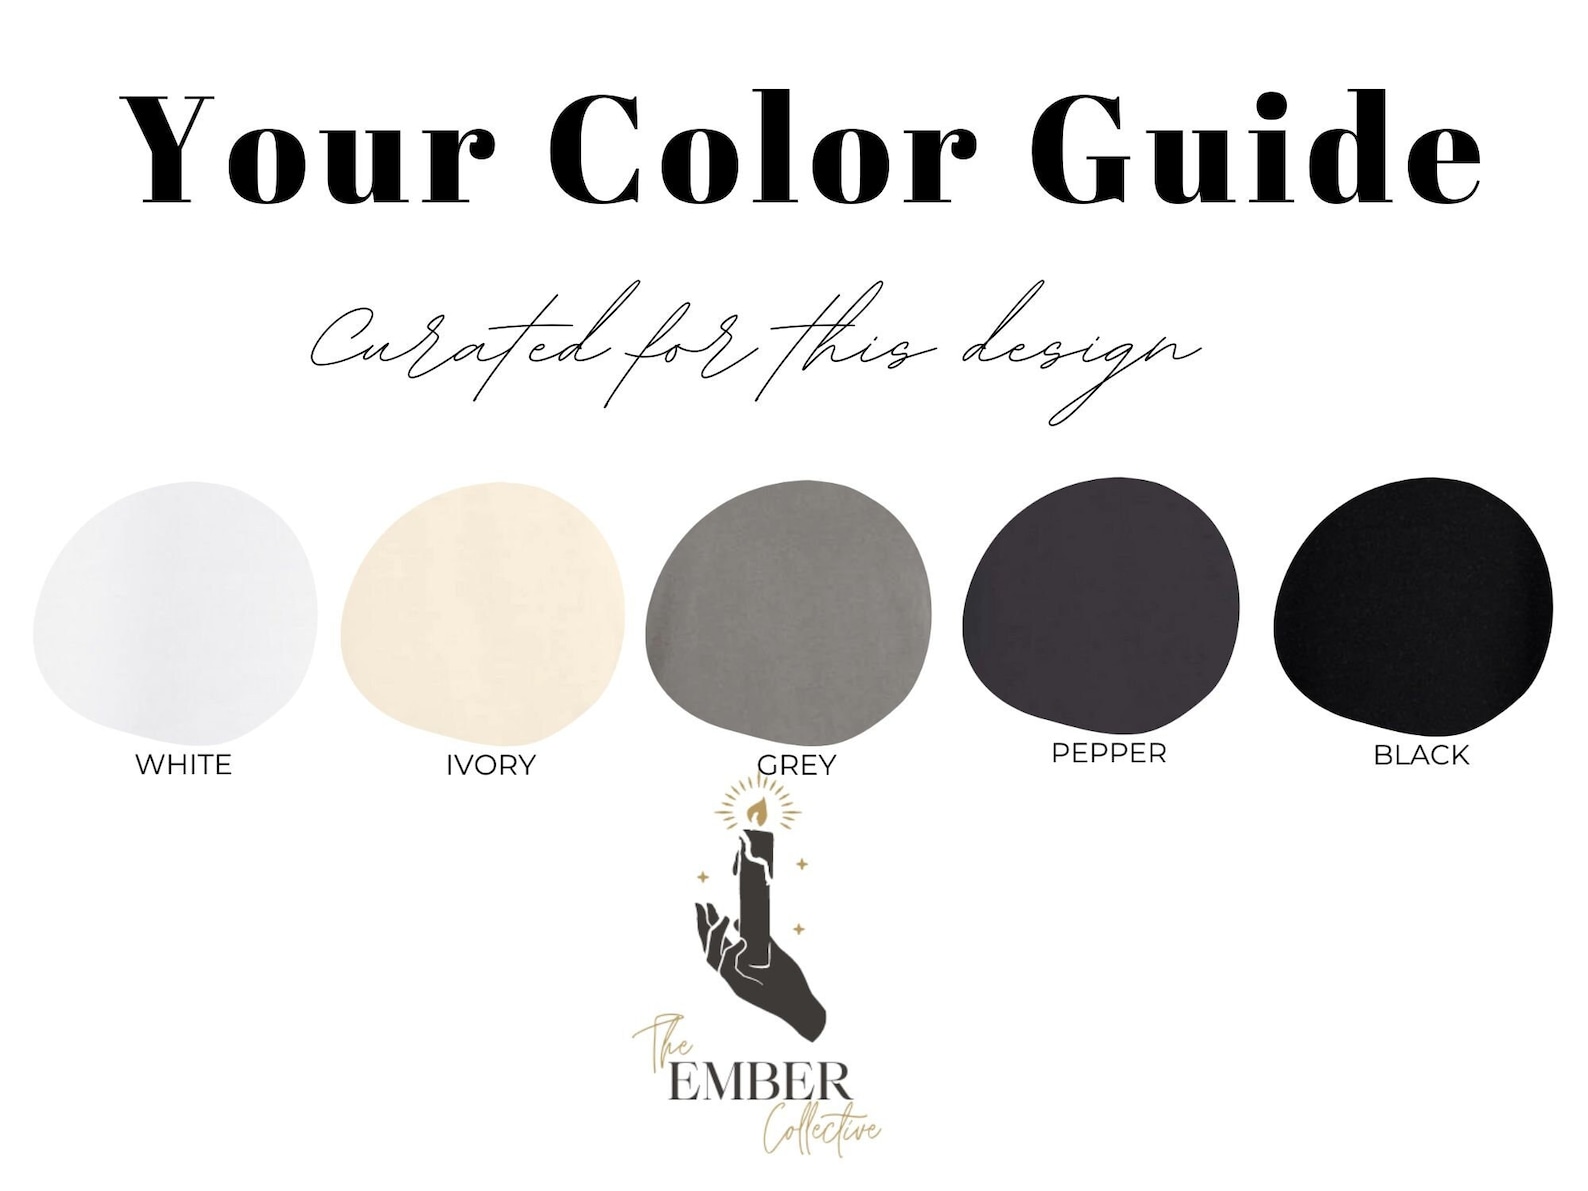 Your Color Guide
Curated for this design
WHITE
IVORY
GREY
PEPPER
BLACK
The
EMBER
Collective